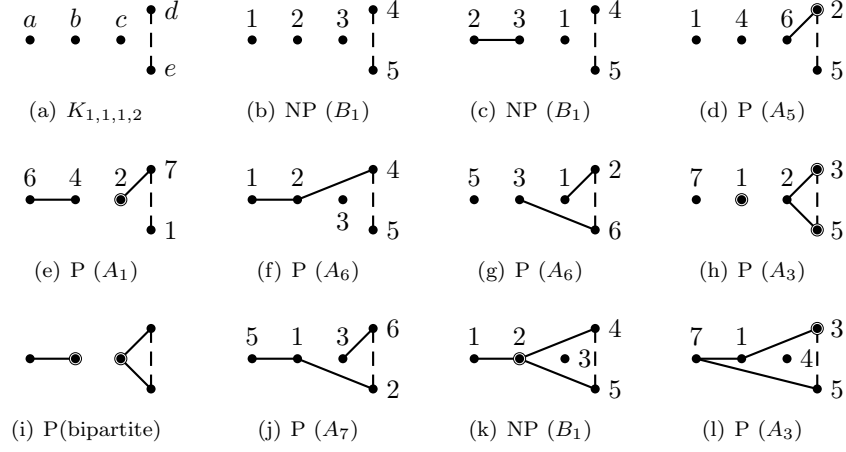 a b c d
e
(a) K1,1,1,2
1 2 3 4
5
(b) NP (B1)
2 3 1 4
5
(c) NP (B1)
1 4 6 2
5
(d) P (A5)
6 4 2 7
1
(e) P (A1)
1 2 4
3 5
(f) P (A6)
5 3 1 2
6
(g) P (A6)
7 1 2 3
5
(h) P (A3)
(i) P(bipartite)
5 1 3 6
2
(j) P (A7)
1 2 4
3
5
(k) NP (B1)
7 1 3
4
5
(l) P (A3)